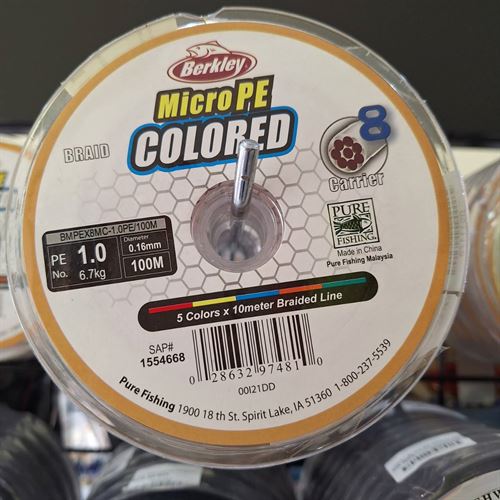 Berkley
Micro PE
COLORED
BRAID
8
Carrier
BMPEX8MC-1.0PE/100M
PE
No.
1.0
6.7kg
Diameter
0.16mm
100M
PURE
FISHING
Made in China
Pure Fishing Malaysia
5 Colors x 10meter Braided Line
SAP#
1554668
0 28632 97481 0
00I21DD
Pure Fishing 1900 18 th St. Spirit Lake, IA 51360 1-800-237-5539